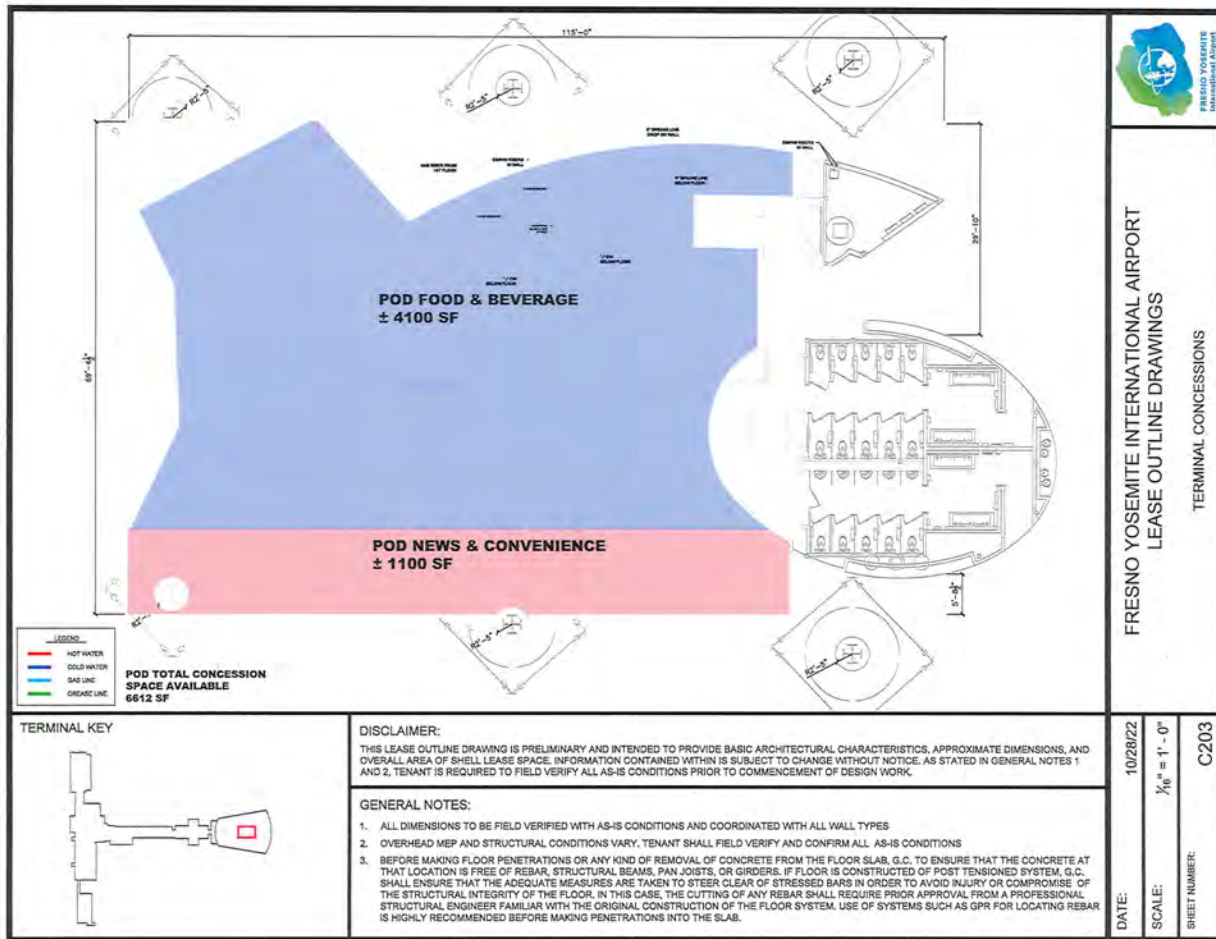 115'-0"
R2'-5"
R2'-5"
R2'-5"
FRESNO YOSEMITE
International Airport
69'-4½"
29'-10"
POD FOOD & BEVERAGE
± 4100 SF
POD NEWS & CONVENIENCE
± 1100 SF
5'-8½"
R2'-5"
R2'-5"
LEGEND
HOT WATER
COLD WATER
GAS LINE
GREASE LINE
POD TOTAL CONCESSION
SPACE AVAILABLE
6612 SF
FRESNO YOSEMITE INTERNATIONAL AIRPORT
LEASE OUTLINE DRAWINGS
TERMINAL CONCESSIONS
TERMINAL KEY
DISCLAIMER:
THIS LEASE OUTLINE DRAWING IS PRELIMINARY AND INTENDED TO PROVIDE BASIC ARCHITECTURAL CHARACTERISTICS, APPROXIMATE DIMENSIONS, AND
OVERALL AREA OF SHELL LEASE SPACE. INFORMATION CONTAINED WITHIN IS SUBJECT TO CHANGE WITHOUT NOTICE. AS STATED IN GENERAL NOTES 1
AND 2, TENANT IS REQUIRED TO FIELD VERIFY ALL AS-IS CONDITIONS PRIOR TO COMMENCEMENT OF DESIGN WORK.
GENERAL NOTES:
1. ALL DIMENSIONS TO BE FIELD VERIFIED WITH AS-IS CONDITIONS AND COORDINATED WITH ALL WALL TYPES
2. OVERHEAD MEP AND STRUCTURAL CONDITIONS VARY. TENANT SHALL FIELD VERIFY AND CONFIRM ALL AS-IS CONDITIONS
3. BEFORE MAKING FLOOR PENETRATIONS OR ANY KIND OF REMOVAL OF CONCRETE FROM THE FLOOR SLAB, G.C. TO ENSURE THAT THE CONCRETE AT
THAT LOCATION IS FREE OF REBAR, STRUCTURAL BEAMS, PAN JOISTS, OR GIRDERS. IF FLOOR IS CONSTRUCTED OF POST TENSIONED SYSTEM, G.C.
SHALL ENSURE THAT THE ADEQUATE MEASURES ARE TAKEN TO STEER CLEAR OF STRESSED BARS IN ORDER TO AVOID INJURY OR COMPROMISE OF
THE STRUCTURAL INTEGRITY OF THE FLOOR. IN THIS CASE, THE CUTTING OF ANY REBAR SHALL REQUIRE PRIOR APPROVAL FROM A PROFESSIONAL
STRUCTURAL ENGINEER FAMILIAR WITH THE ORIGINAL CONSTRUCTION OF THE FLOOR SYSTEM. USE OF SYSTEMS SUCH AS GPR FOR LOCATING REBAR
IS HIGHLY RECOMMENDED BEFORE MAKING PENETRATIONS INTO THE SLAB.
DATE: 10/28/22
SCALE: 1/16" = 1' - 0"
SHEET NUMBER: C203